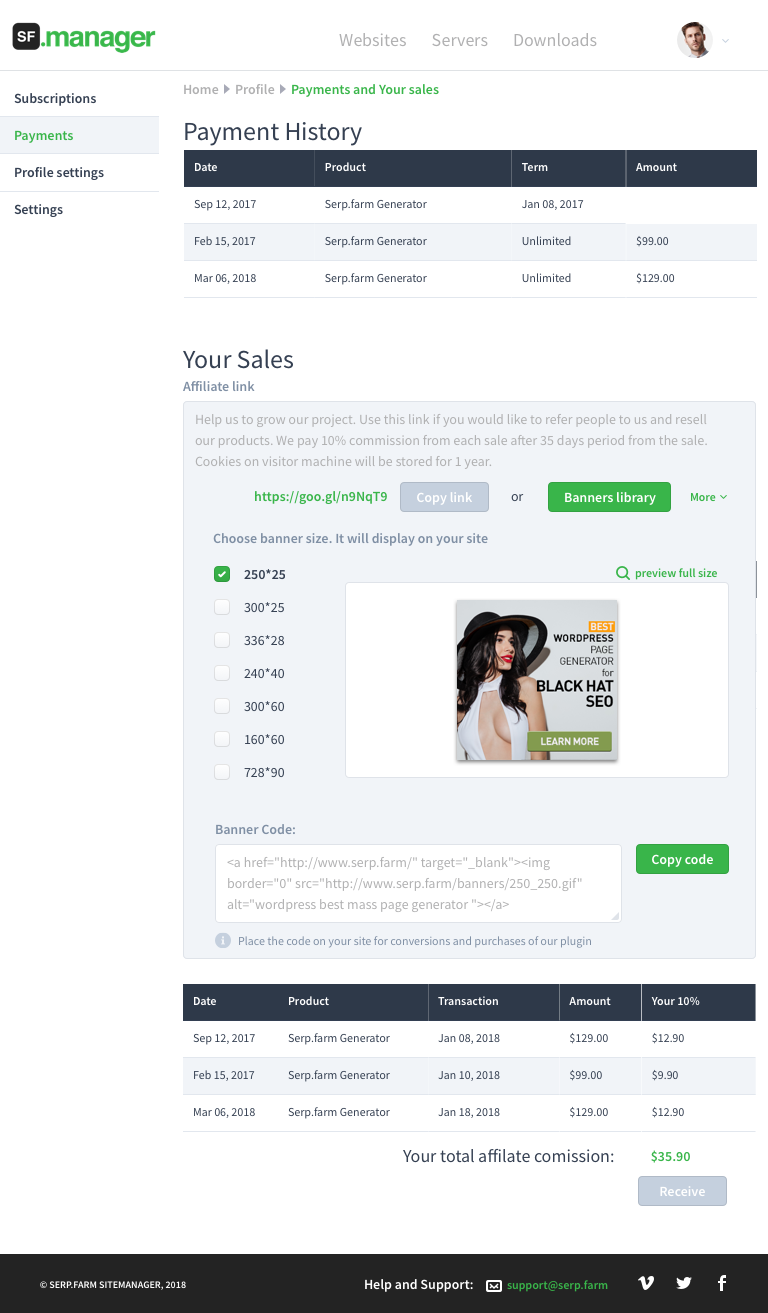 SF.manager
Websites Servers Downloads
Subscriptions
Payments
Profile settings
Settings
Home Profile Payments and Your sales
Payment History
Date Product Term Amount
Sep 12, 2017 Serp.farm Generator Jan 08, 2017
Feb 15, 2017 Serp.farm Generator Unlimited $99.00
Mar 06, 2018 Serp.farm Generator Unlimited $129.00
Your Sales
Affiliate link
Help us to grow our project. Use this link if you would like to refer people to us and resell
our products. We pay 10% commission from each sale after 35 days period from the sale.
Cookies on visitor machine will be stored for 1 year.
https://goo.gl/n9NqT9 Copy link or Banners library More
Choose banner size. It will display on your site
250*25
300*25
336*28
240*40
300*60
160*60
728*90
preview full size
BEST
WORDPRESS
PAGE
GENERATOR
for
BLACK HAT
SEO
LEARN MORE
Banner Code:
<a href="http://www.serp.farm/" target="_blank"><img
border="0" src="http://www.serp.farm/banners/250_250.gif"
alt="wordpress best mass page generator "></a>
Copy code
Place the code on your site for conversions and purchases of our plugin
Date Product Transaction Amount Your 10%
Sep 12, 2017 Serp.farm Generator Jan 08, 2018 $129.00 $12.90
Feb 15, 2017 Serp.farm Generator Jan 10, 2018 $99.00 $9.90
Mar 06, 2018 Serp.farm Generator Jan 18, 2018 $129.00 $12.90
Your total affilate comission: $35.90
Receive
© SERP.FARM SITEMANAGER, 2018
Help and Support: support@serp.farm